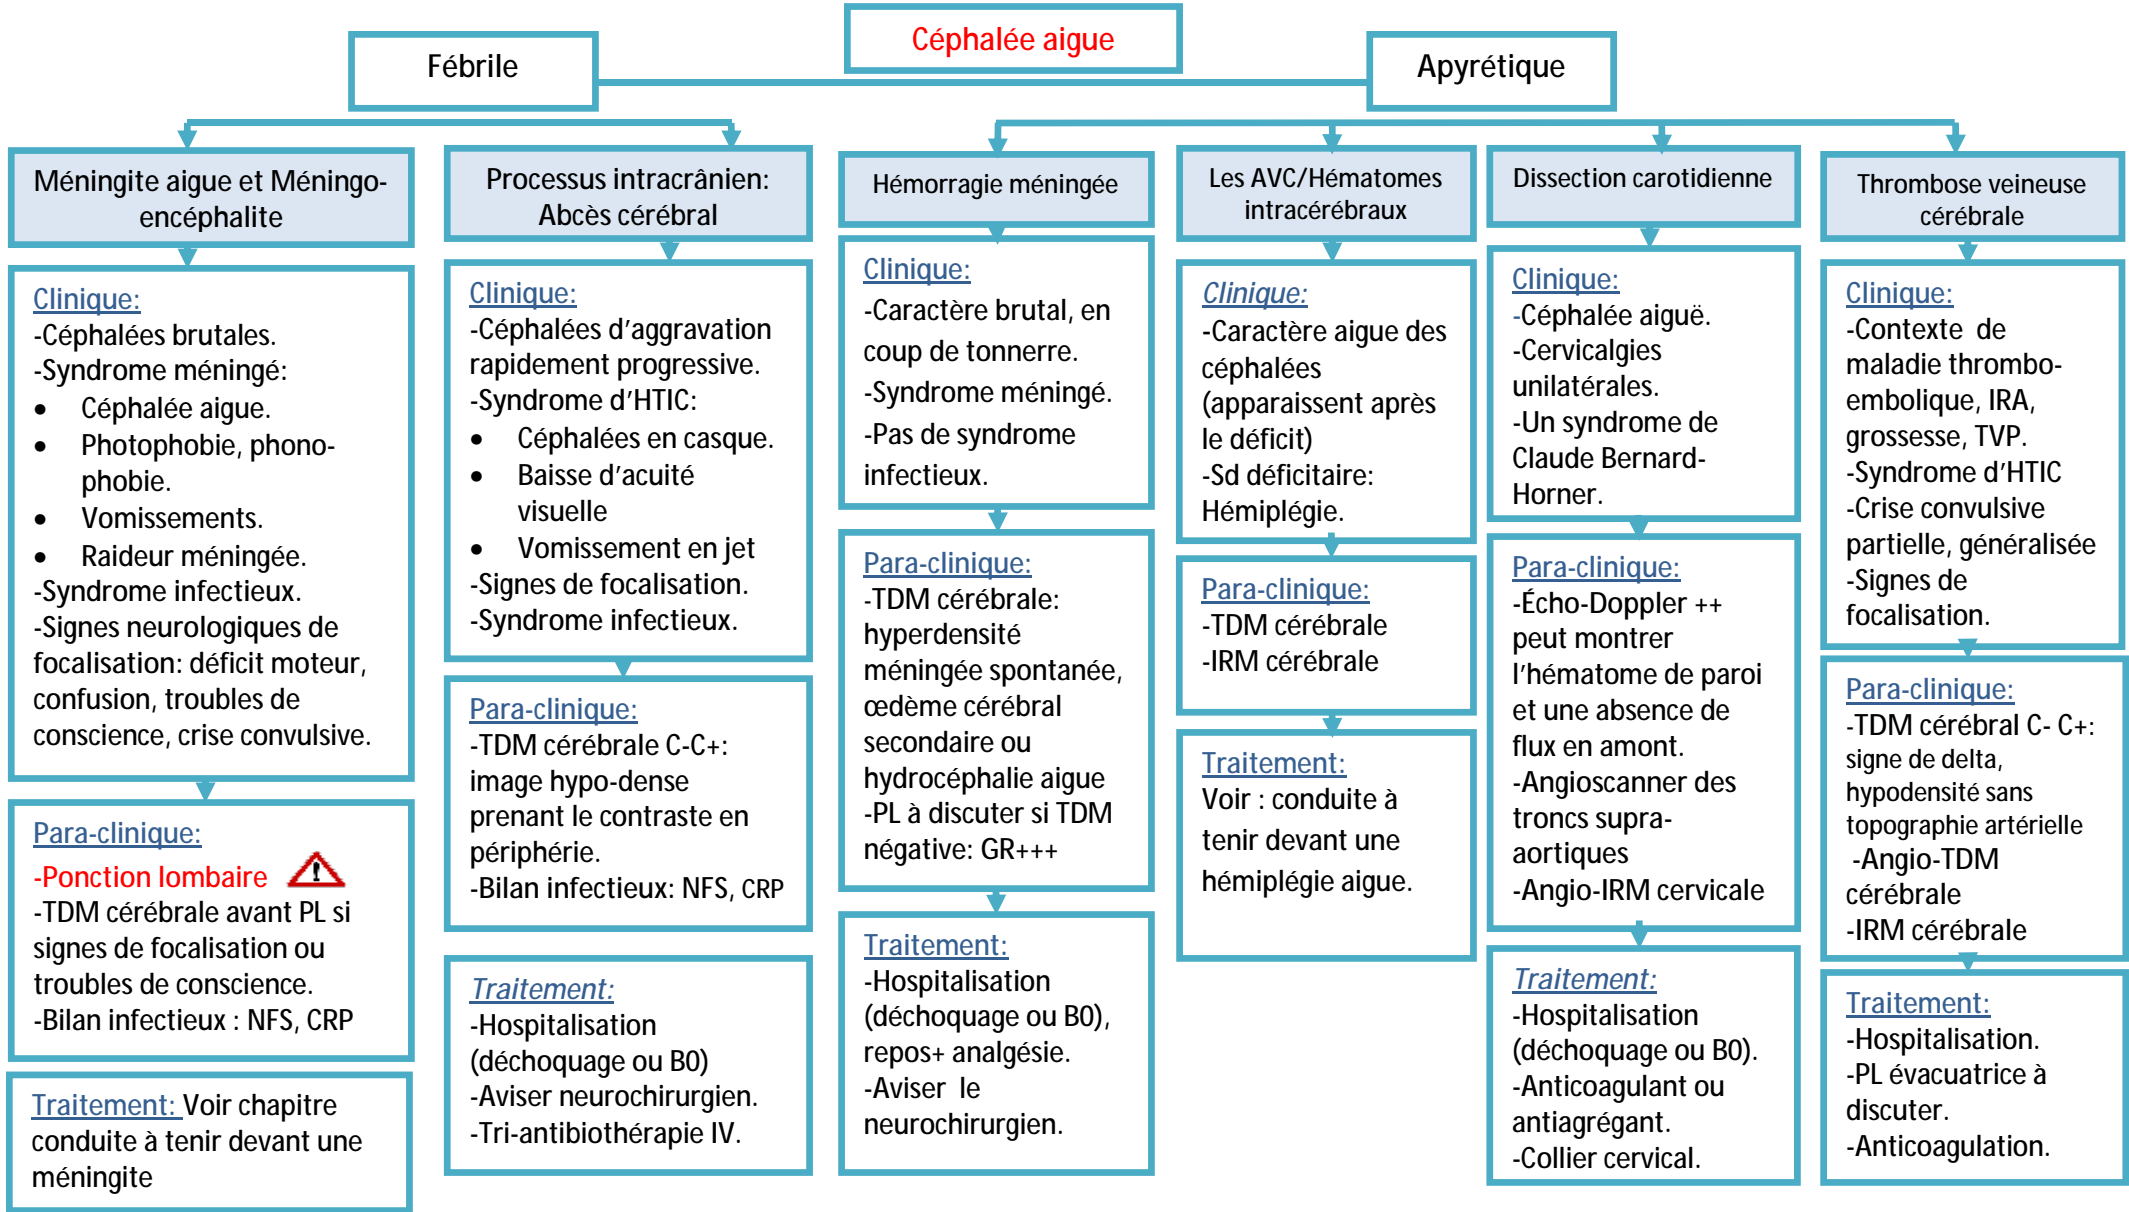 Céphalée aigue
Fébrile
Apyrétique
Méningite aigue et Méningo-
encéphalite
Clinique:
-Céphalées brutales.
-Syndrome méningé:
• Céphalée aigue.
• Photophobie, phono-
phobie.
• Vomissements.
• Raideur méningée.
-Syndrome infectieux.
-Signes neurologiques de
focalisation: déficit moteur,
confusion, troubles de
conscience, crise convulsive.
Para-clinique:
-Ponction lombaire
-TDM cérébrale avant PL si
signes de focalisation ou
troubles de conscience.
-Bilan infectieux : NFS, CRP
Traitement: Voir chapitre
conduite à tenir devant une
méningite
Processus intracrânien:
Abcès cérébral
Clinique:
-Céphalées d’aggravation
rapidement progressive.
-Syndrome d’HTIC:
• Céphalées en casque.
• Baisse d’acuité
visuelle
• Vomissement en jet
-Signes de focalisation.
-Syndrome infectieux.
Para-clinique:
-TDM cérébrale C-C+:
image hypo-dense
prenant le contraste en
périphérie.
-Bilan infectieux: NFS, CRP
Traitement:
-Hospitalisation
(déchoquage ou B0)
-Aviser neurochirurgien.
-Tri-antibiothérapie IV.
Hémorragie méningée
Clinique:
-Caractère brutal, en
coup de tonnerre.
-Syndrome méningé.
-Pas de syndrome
infectieux.
Para-clinique:
-TDM cérébrale:
hyperdensité
méningée spontanée,
œdème cérébral
secondaire ou
hydrocéphalie aigue
-PL à discuter si TDM
négative: GR+++
Traitement:
-Hospitalisation
(déchoquage ou B0),
repos+ analgésie.
-Aviser le
neurochirurgien.
Les AVC/Hématomes
intracérébraux
Clinique:
-Caractère aigue des
céphalées
(apparaissent après
le déficit)
-Sd déficitaire:
Hémiplégie.
Para-clinique:
-TDM cérébrale
-IRM cérébrale
Traitement:
Voir : conduite à
tenir devant une
hémiplégie aigue.
Dissection carotidienne
Clinique:
-Céphalée aiguë.
-Cervicalgies
unilatérales.
-Un syndrome de
Claude Bernard-
Horner.
Para-clinique:
-Écho-Doppler ++
peut montrer
l’hématome de paroi
et une absence de
flux en amont.
-Angioscanner des
troncs supra-
aortiques
-Angio-IRM cervicale
Traitement:
-Hospitalisation
(déchoquage ou B0).
-Anticoagulant ou
antiagrégant.
-Collier cervical.
Thrombose veineuse
cérébrale
Clinique:
-Contexte de
maladie thrombo-
embolique, IRA,
grossesse, TVP.
-Syndrome d’HTIC
-Crise convulsive
partielle, généralisée
-Signes de
focalisation.
Para-clinique:
-TDM cérébral C- C+:
signe de delta,
hypodensité sans
topographie artérielle
-Angio-TDM
cérébrale
-IRM cérébrale
Traitement:
-Hospitalisation.
-PL évacuatrice à
discuter.
-Anticoagulation.